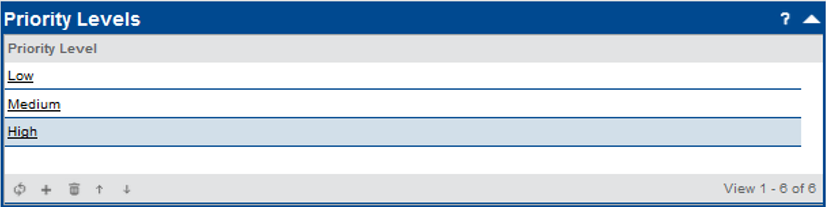 Priority Levels ?
Priority Level
Low
Medium
High
View 1 - 6 of 6